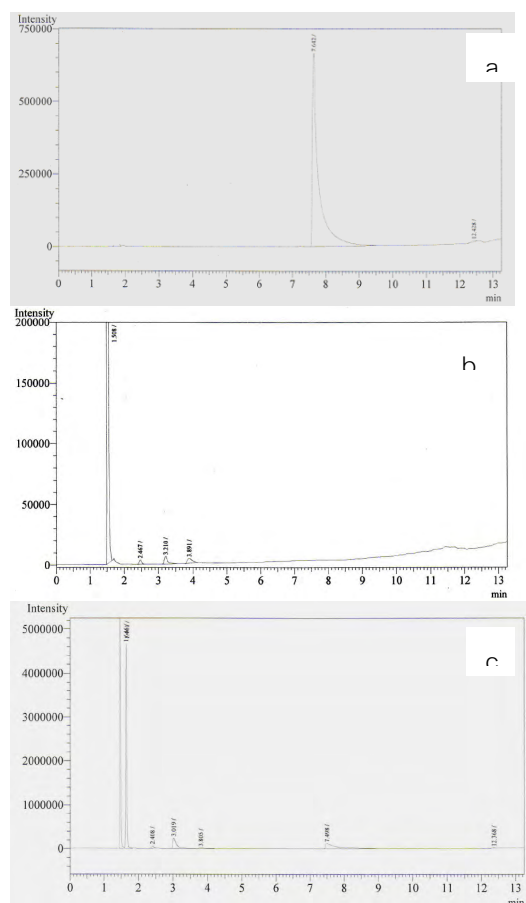 Intensity
750000
7.642 /
a
500000
250000
12.428 /
0
0 1 2 3 4 5 6 7 8 9 10 11 12 13
min
Intensity
200000
1.508 /
b
150000
100000
50000
2.467 /
3.210 /
3.891 /
0
0 1 2 3 4 5 6 7 8 9 10 11 12 13
min
Intensity
5000000
c
4000000
3000000
2000000
1000000
2.408 /
3.019 /
3.805 /
7.498 /
12.368 /
0
0 1 2 3 4 5 6 7 8 9 10 11 12 13
min